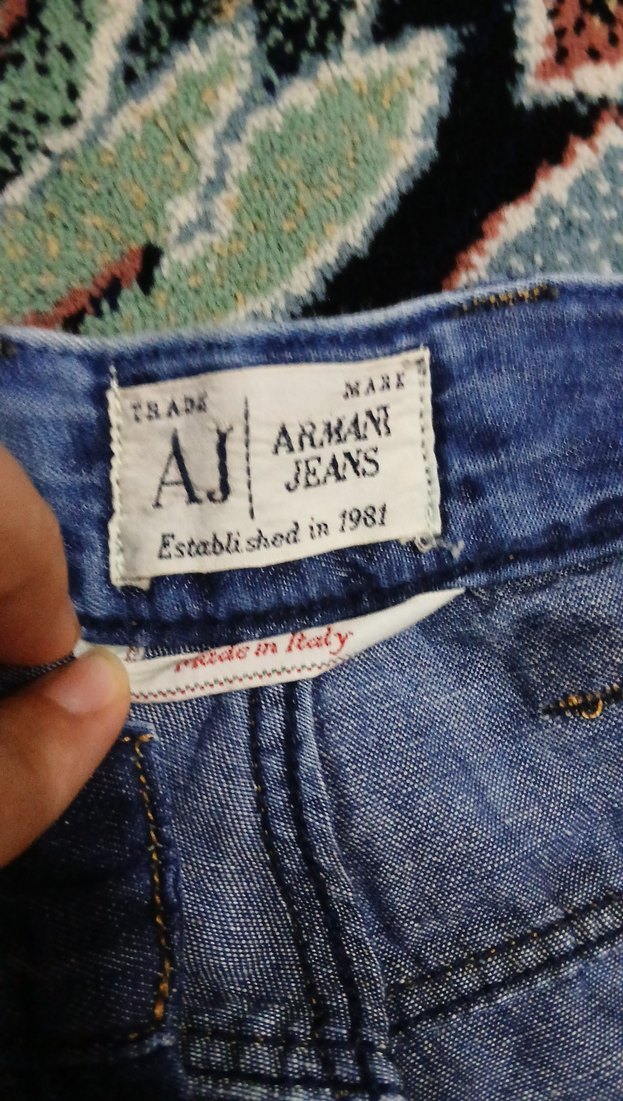 TRADE MARK
AJ
ARMANI
JEANS
Established in 1981
Made in Italy